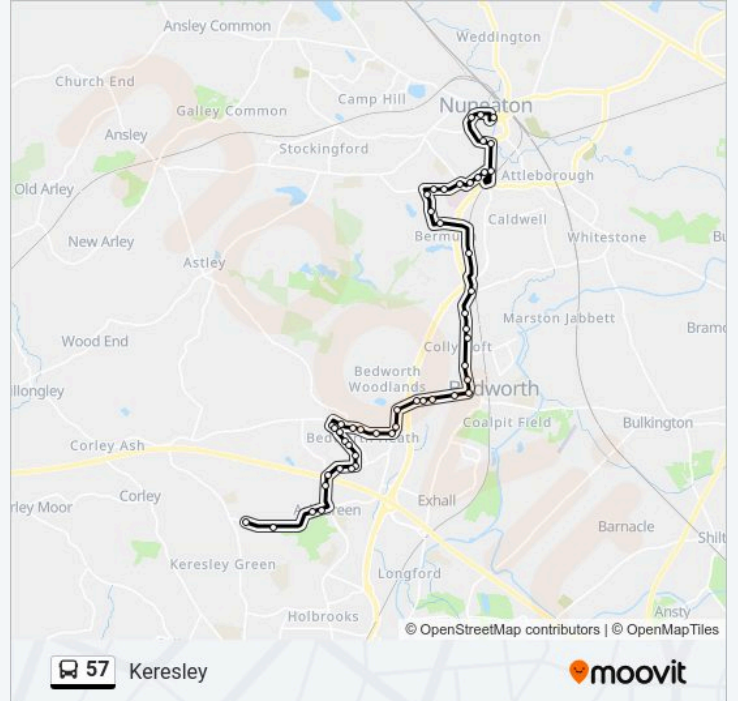 Ansley Common
Weddington
Church End
Galley Common
Camp Hill
Nuneaton
Ansley
Stockingford
Old Arley
Attleborough
Caldwell
New Arley
Whitestone
Astley
Marston Jabbett
Wood End
Bedworth
Woodlands
Bedworth
Coalpit Field
Bulkington
Corley Ash
Corley
Exhall
Barnacle
Keresley Green
Longford
Holbrooks
Ansty
© OpenStreetMap contributors | © OpenMapTiles
57 Keresley
moovit